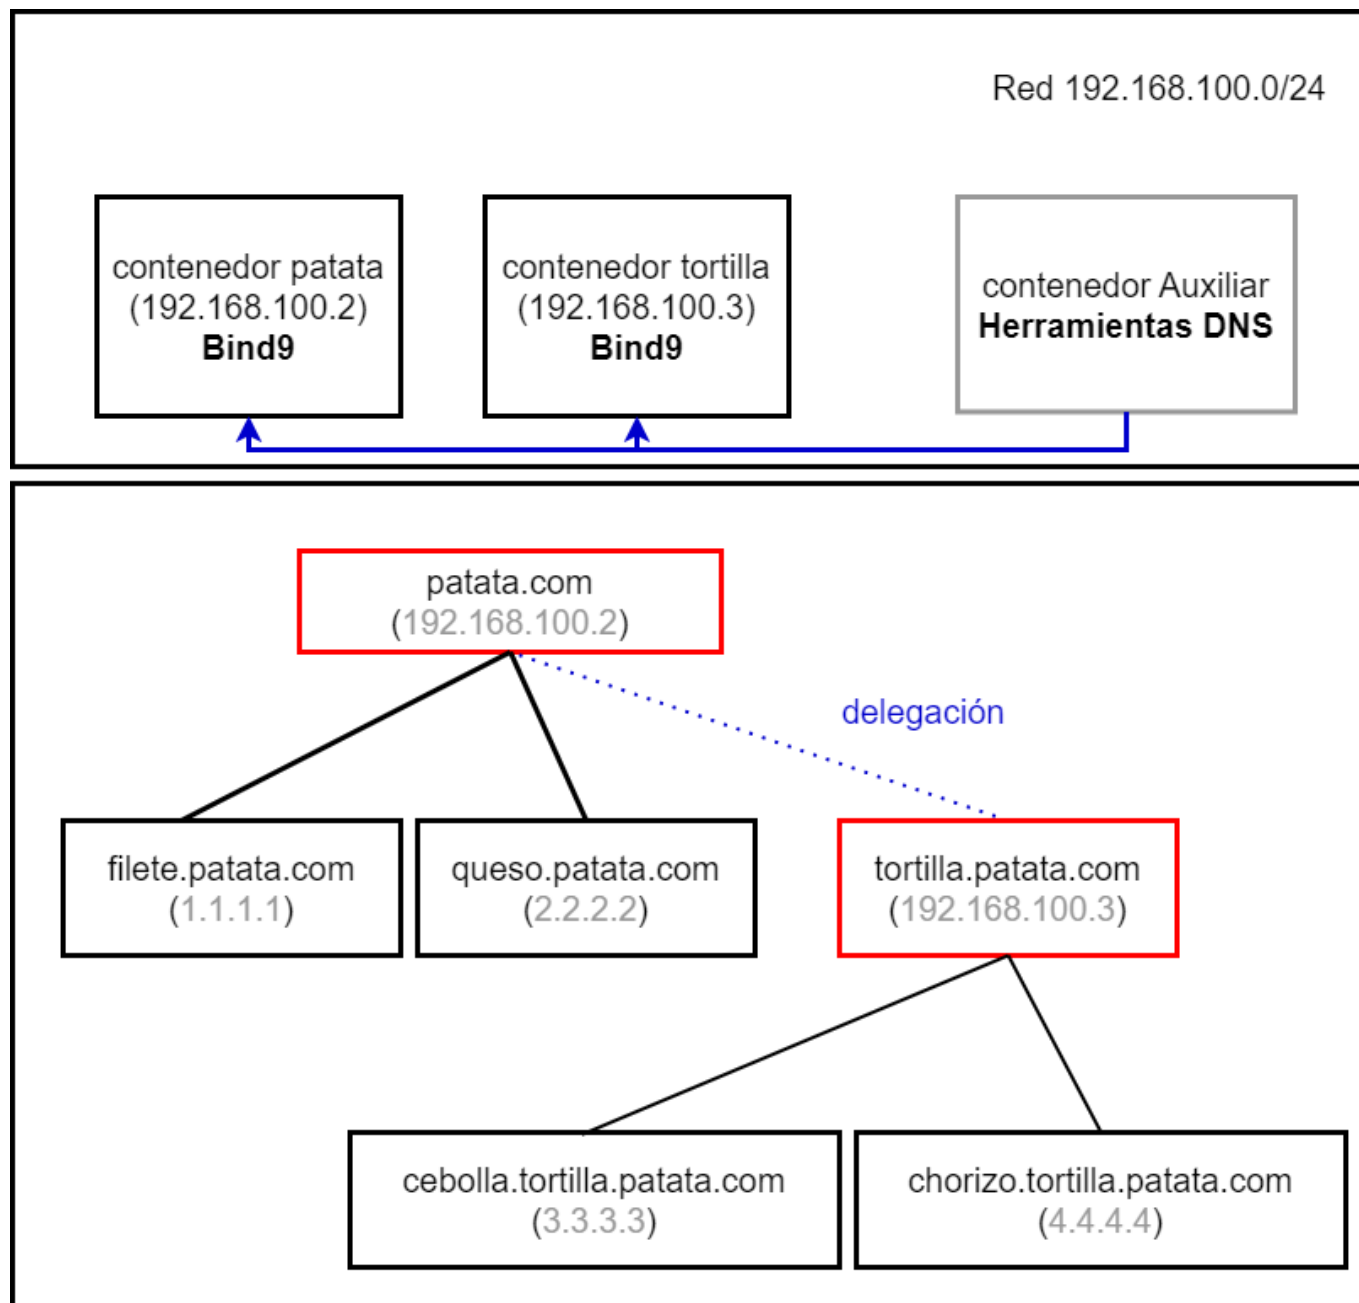 Red 192.168.100.0/24
contenedor patata
(192.168.100.2)
Bind9
contenedor tortilla
(192.168.100.3)
Bind9
contenedor Auxiliar
Herramientas DNS
patata.com
(192.168.100.2)
delegación
filete.patata.com
(1.1.1.1)
queso.patata.com
(2.2.2.2)
tortilla.patata.com
(192.168.100.3)
cebolla.tortilla.patata.com
(3.3.3.3)
chorizo.tortilla.patata.com
(4.4.4.4)